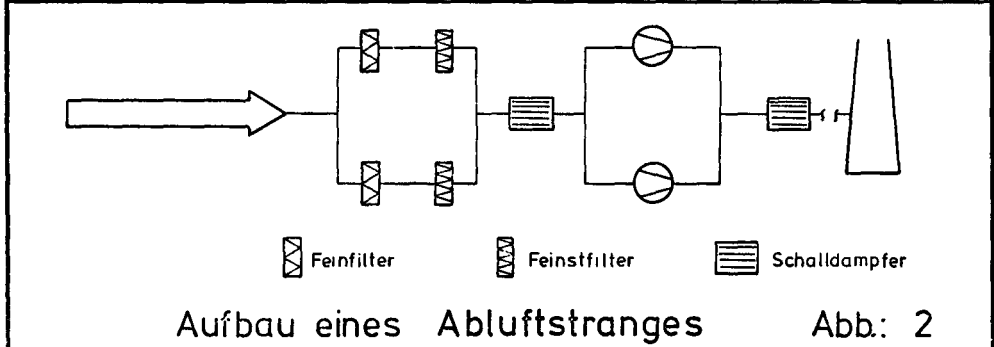 Feinfilter Feinstfilter Schalldampfer
Aufbau eines Abluftstranges Abb.: 2